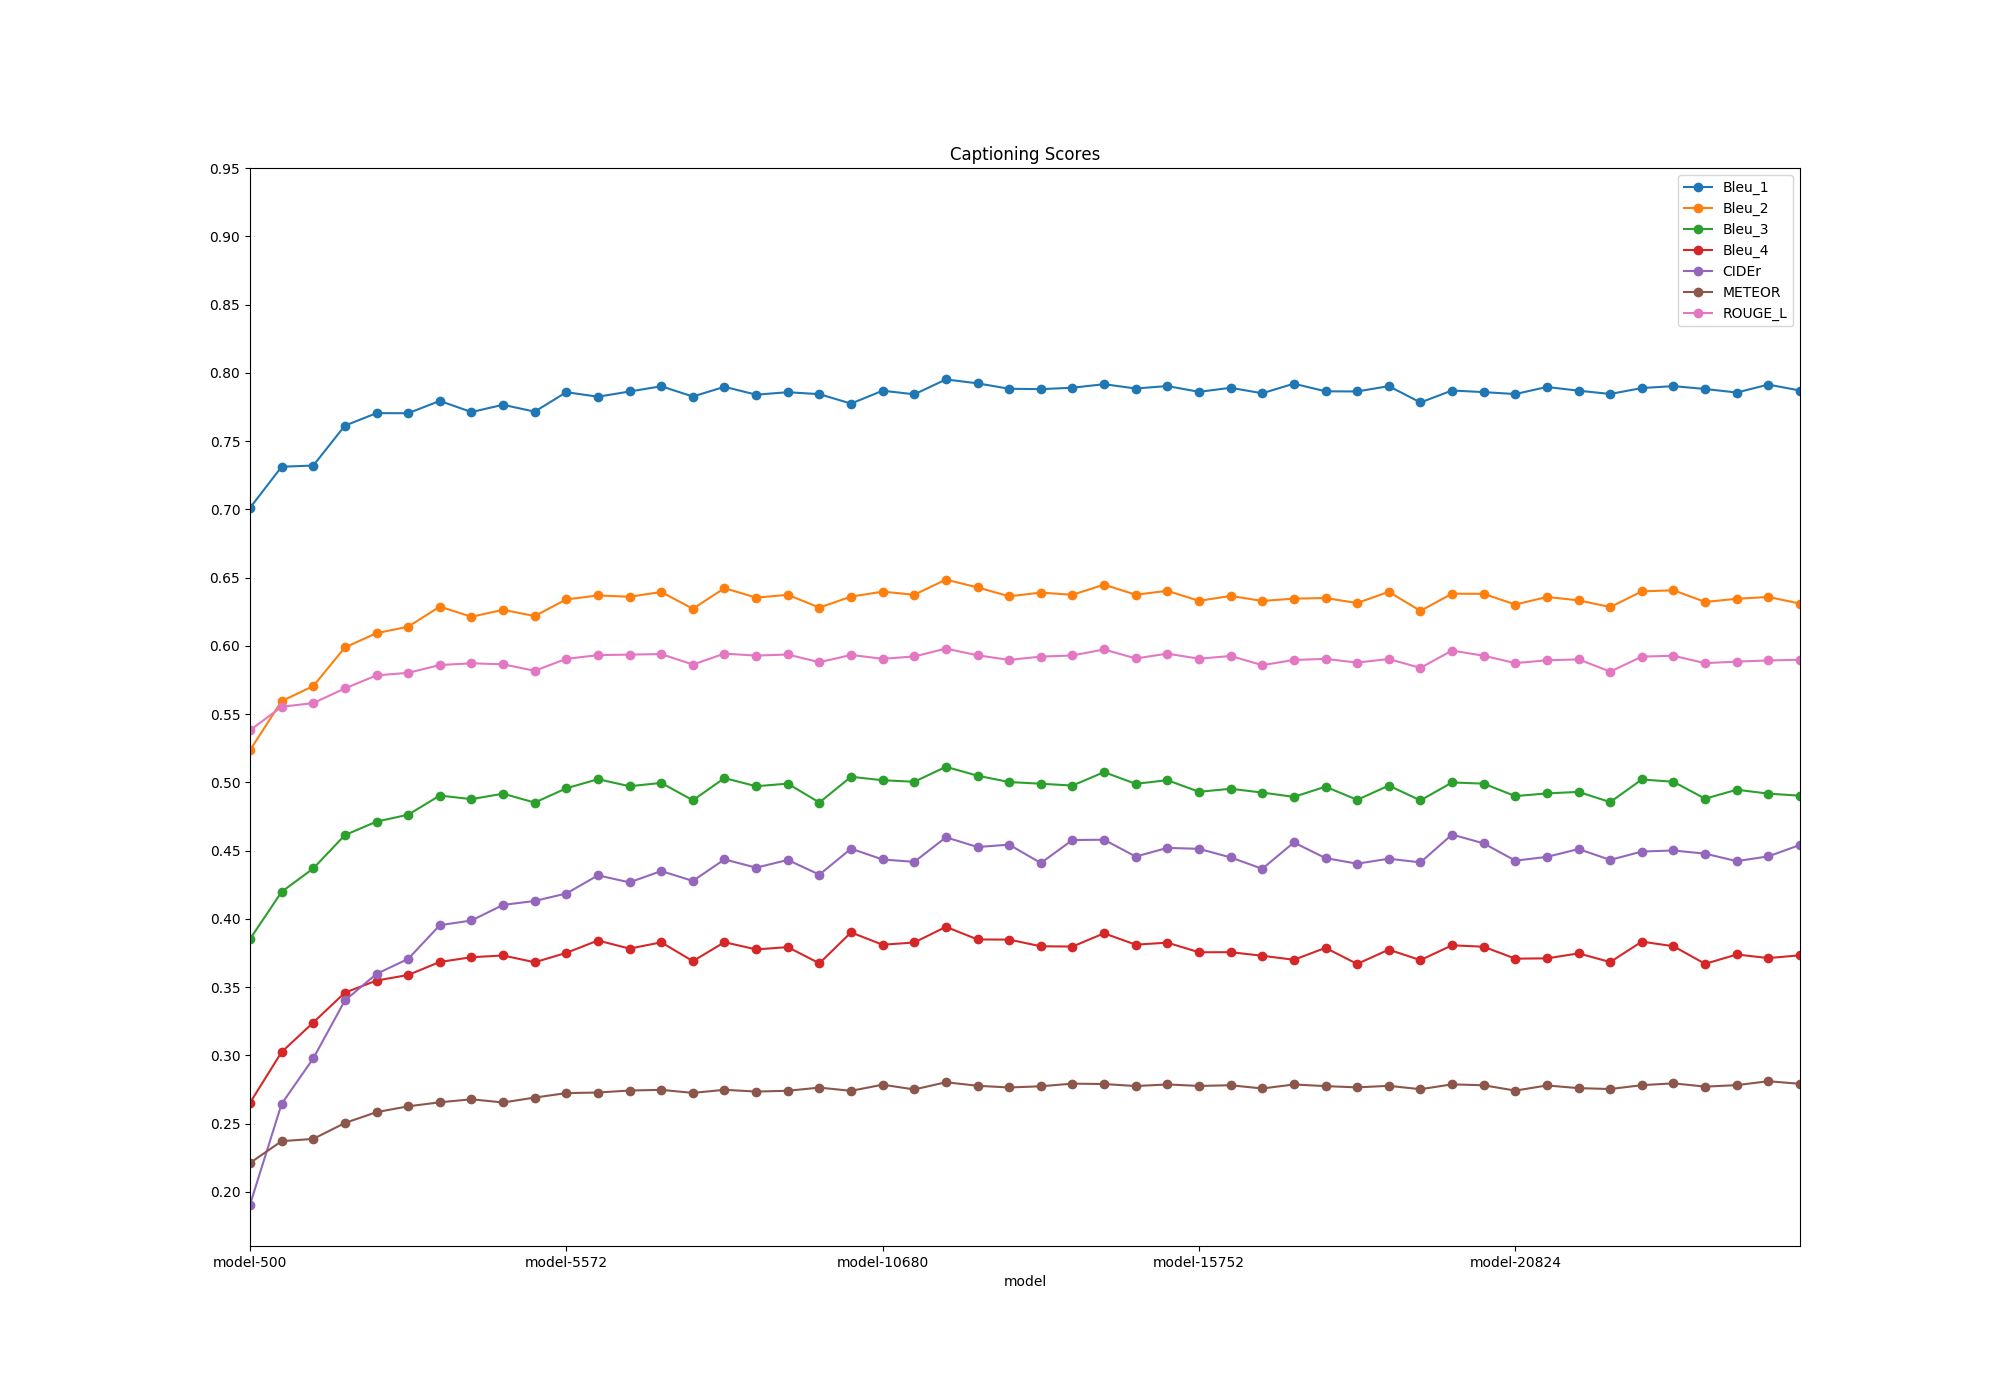 Captioning Scores
0.95
0.90
0.85
0.80
0.75
0.70
0.65
0.60
0.55
0.50
0.45
0.40
0.35
0.30
0.25
0.20
Bleu_1
Bleu_2
Bleu_3
Bleu_4
CIDEr
METEOR
ROUGE_L
model-500 model-5572 model-10680 model-15752 model-20824
model